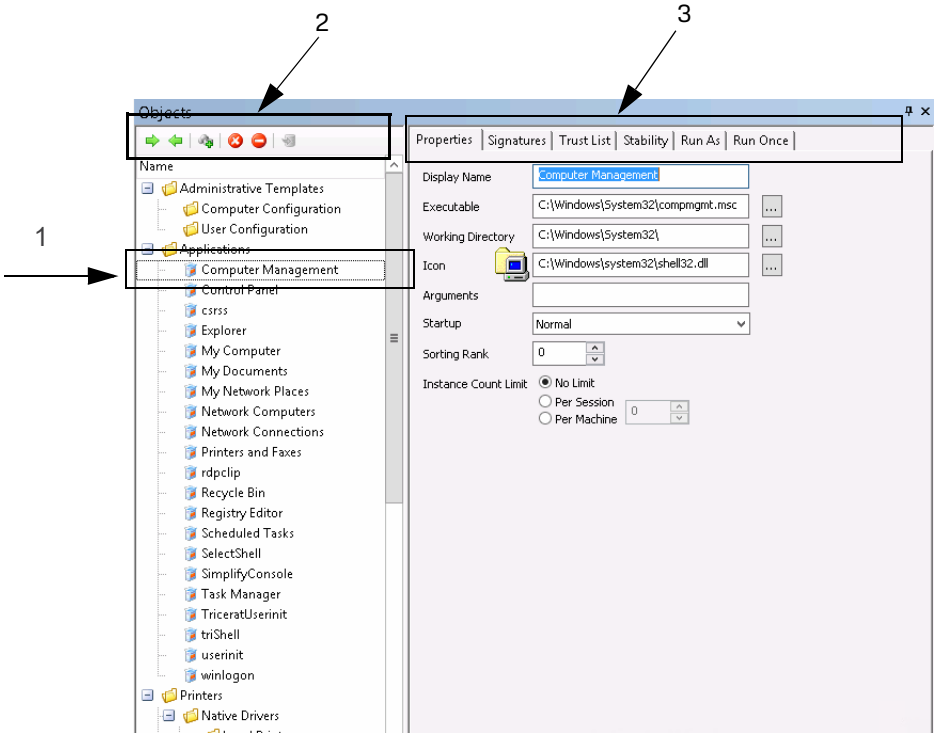 2
3
1
Objects
Name
Administrative Templates
Computer Configuration
User Configuration
Applications
Computer Management
Control Panel
csrss
Explorer
My Computer
My Documents
My Network Places
Network Computers
Network Connections
Printers and Faxes
rdpclip
Recycle Bin
Registry Editor
Scheduled Tasks
SelectShell
SimplifyConsole
Task Manager
TriceratUserinit
triShell
userinit
winlogon
Printers
Native Drivers
Properties Signatures Trust List Stability Run As Run Once
Display Name Computer Management
Executable C:\Windows\System32\compmgmt.msc ...
Working Directory C:\Windows\System32\ ...
Icon C:\Windows\system32\shell32.dll ...
Arguments
Startup Normal
Sorting Rank 0
Instance Count Limit No Limit
Per Session
Per Machine 0